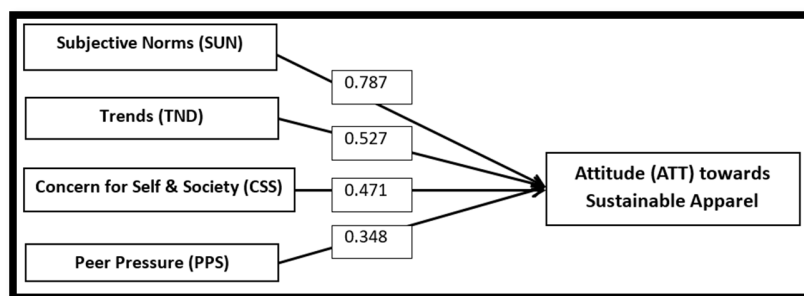 Subjective Norms (SUN)
0.787
Trends (TND)
0.527
Concern for Self & Society (CSS)
0.471
Attitude (ATT) towards
Sustainable Apparel
0.348
Peer Pressure (PPS)